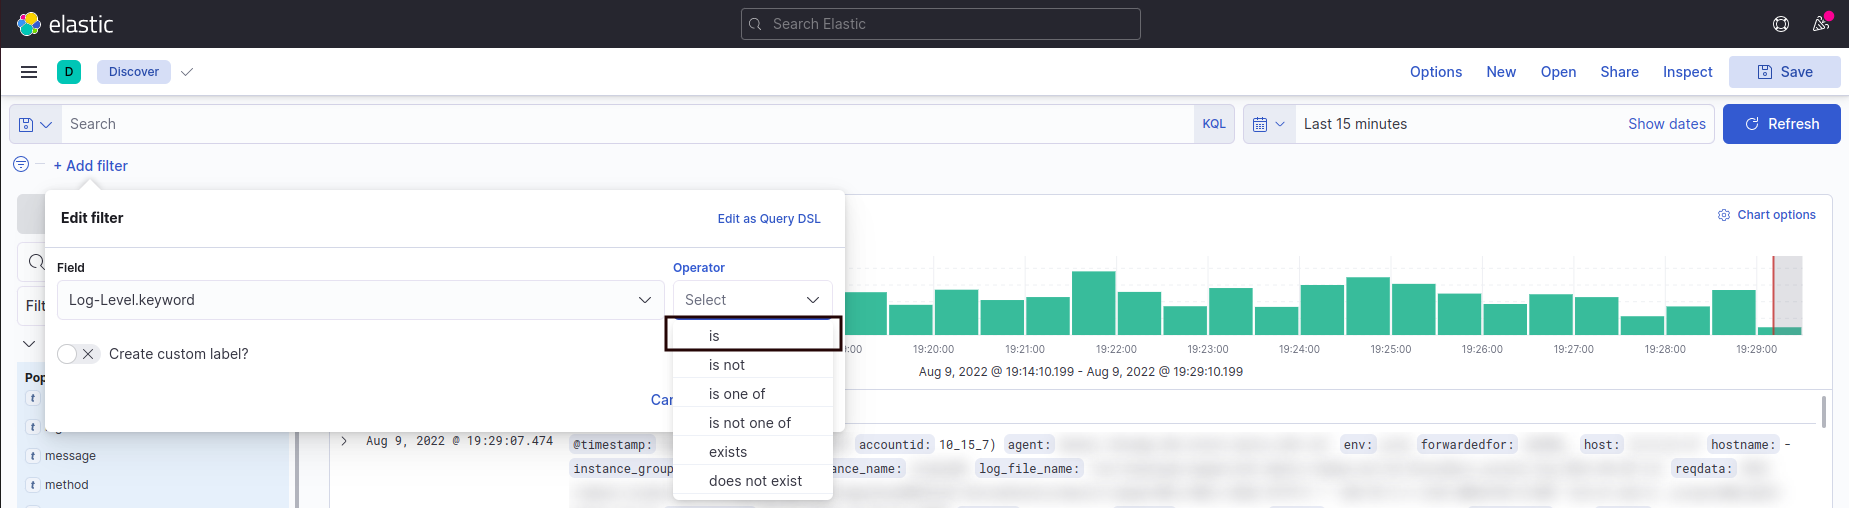 elastic
Search Elastic
D
Discover
Options New Open Share Inspect Save
Search
KQL
Last 15 minutes
Show dates
Refresh
+ Add filter
Edit filter
Edit as Query DSL
Field
Operator
Log-Level.keyword
Select
is
is not
is one of
is not one of
exists
does not exist
Create custom label?
Can
Filt
Pop
t
t message
t method
Chart options
:00 19:20:00 19:21:00 19:22:00 19:23:00 19:24:00 19:25:00 19:26:00 19:27:00 19:28:00 19:29:00
Aug 9, 2022 @ 19:14:10.199 - Aug 9, 2022 @ 19:29:10.199
Aug 9, 2022 @ 19:29:07.474 @timestamp: accountid: 10_15_7) agent: env: forwardedfor: host: hostname: -
instance_group ance_name: log_file_name: reqdata: